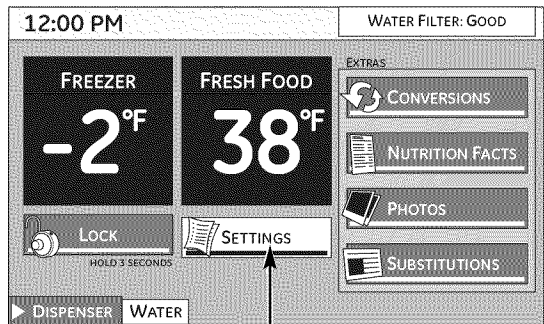 12:00 PM
WATER FILTER: GOOD
FREEZER
-2°F
FRESH FOOD
38°F
LOCK
HOLD 3 SECONDS
SETTINGS
EXTRAS
CONVERSIONS
NUTRITION FACTS
PHOTOS
SUBSTITUTIONS
DISPENSER
WATER